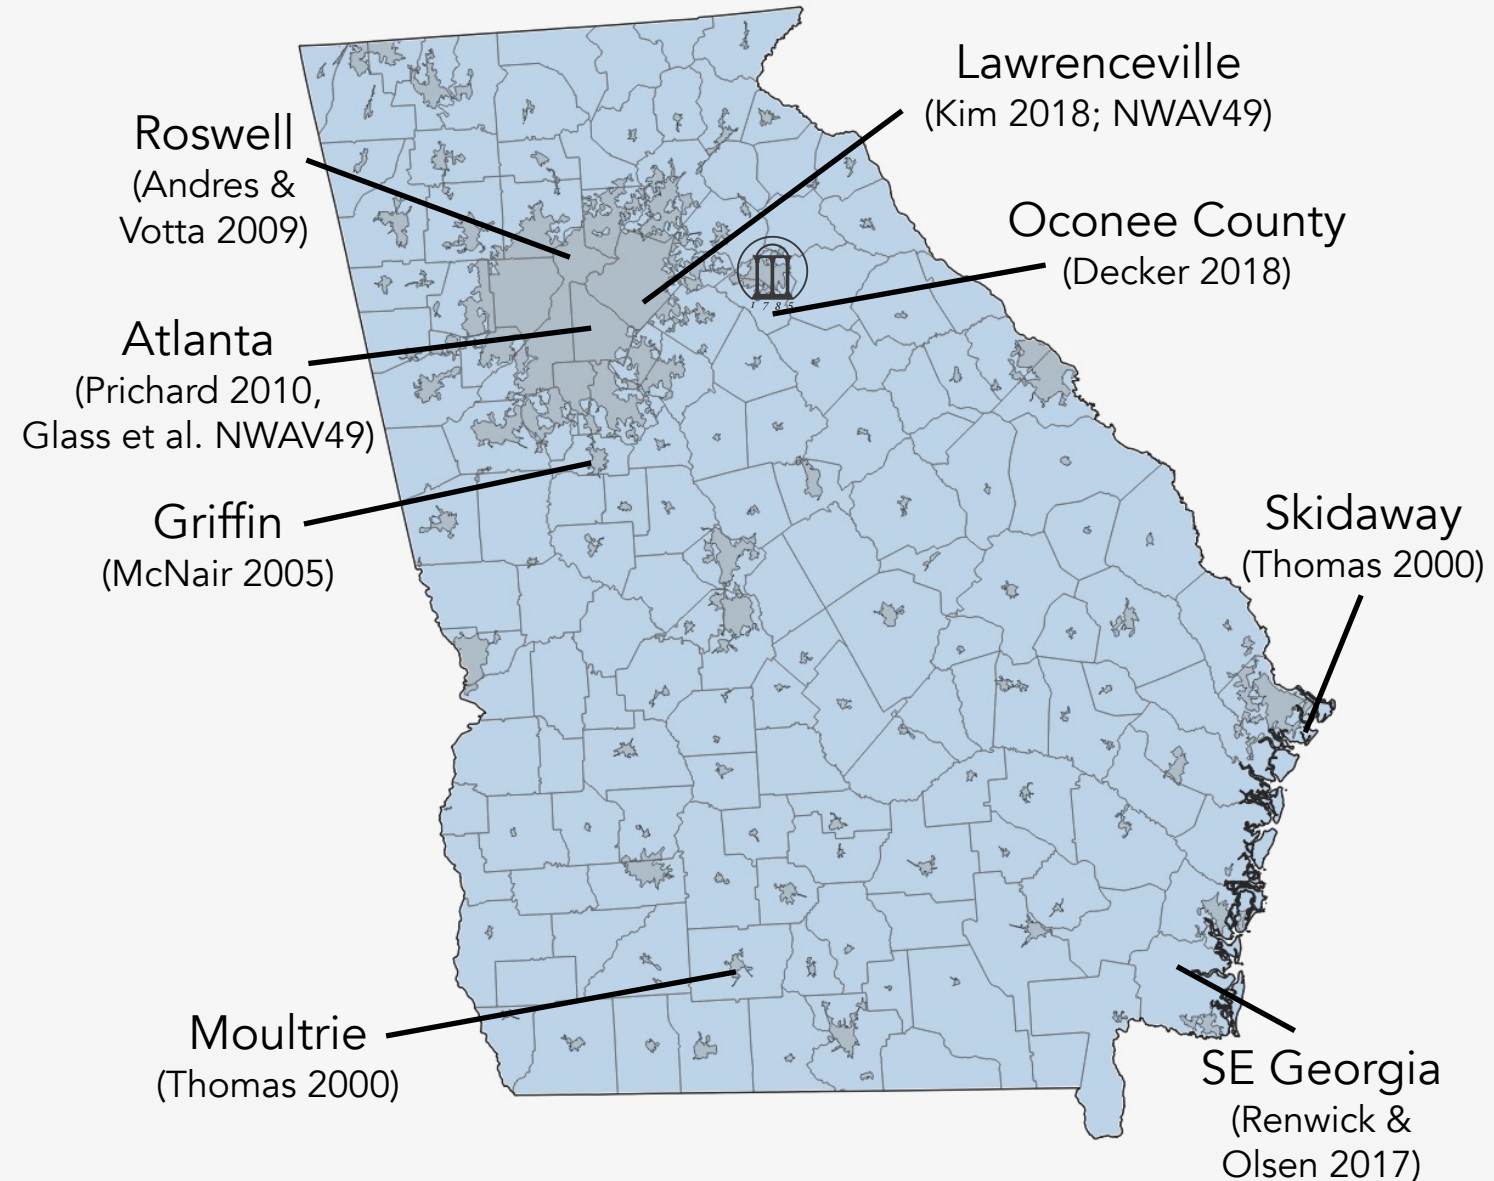 Lawrenceville
(Kim 2018; NWAV49)
Roswell
(Andres &
Votta 2009)
Oconee County
(Decker 2018)
1785
Atlanta
(Prichard 2010,
Glass et al. NWAV49)
Griffin
(McNair 2005)
Skidaway
(Thomas 2000)
Moultrie
(Thomas 2000)
SE Georgia
(Renwick &
Olsen 2017)